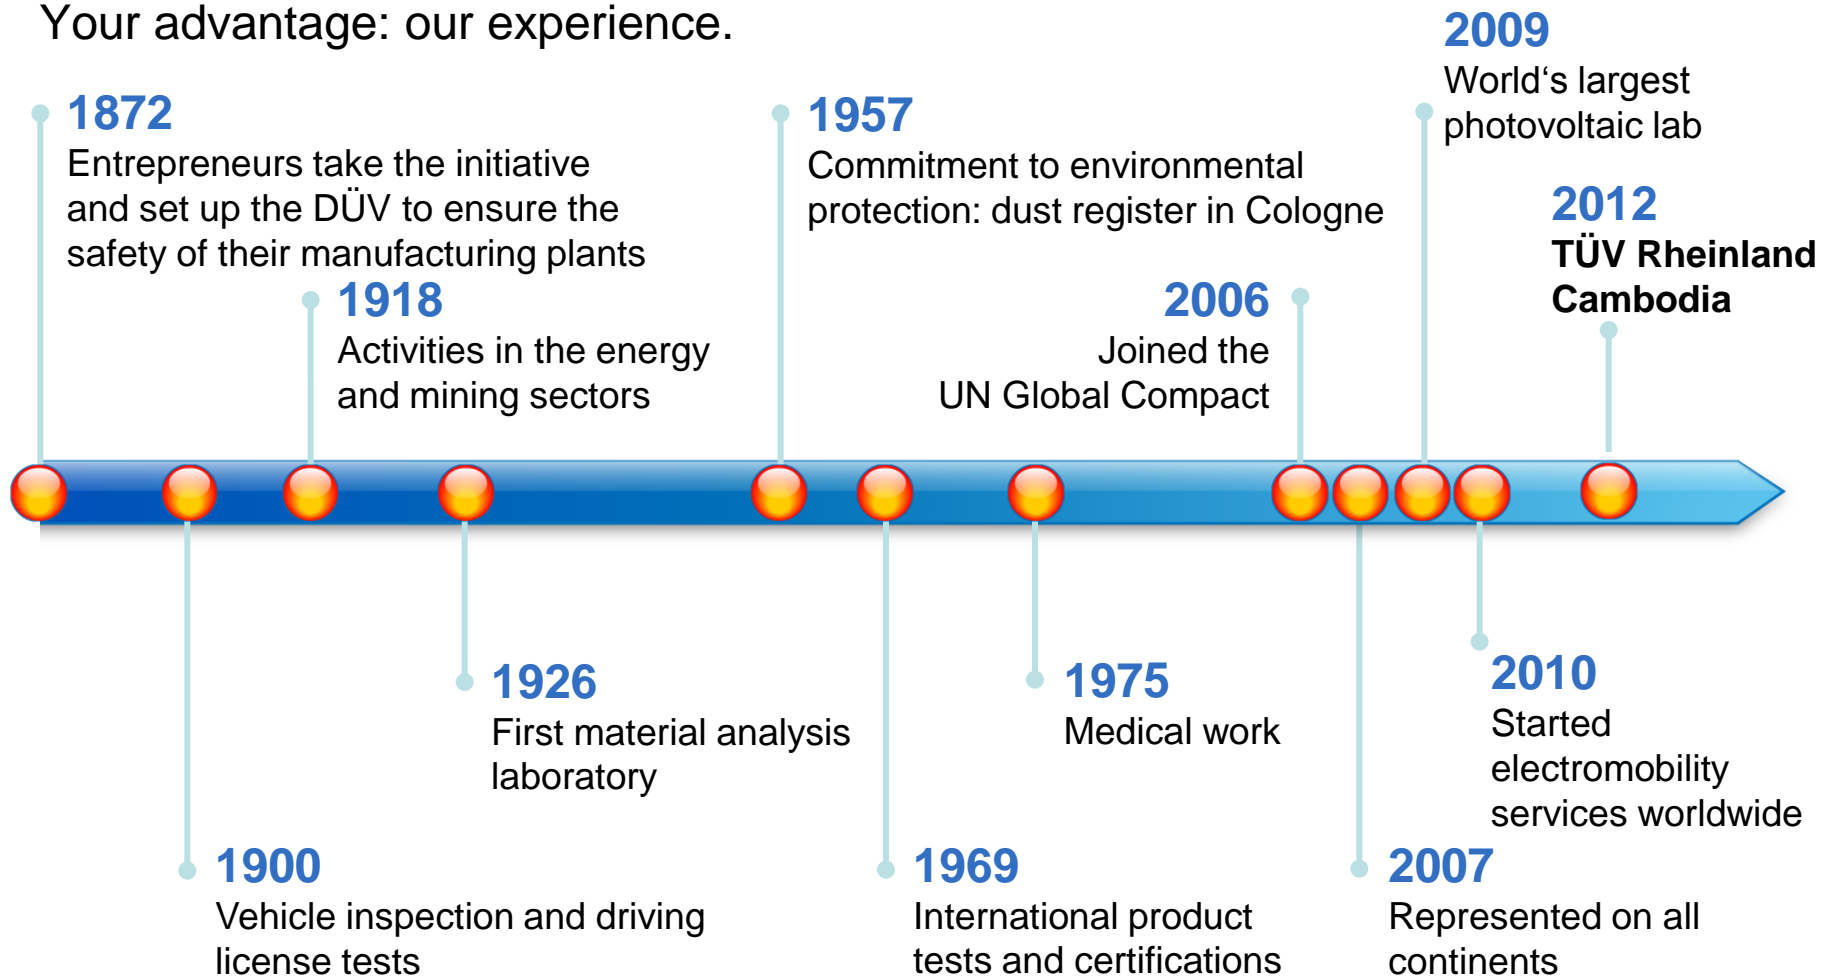 Your advantage: our experience.
1872
Entrepreneurs take the initiative
and set up the DÜV to ensure the
safety of their manufacturing plants
1900
Vehicle inspection and driving
license tests
1918
Activities in the energy
and mining sectors
1926
First material analysis
laboratory
1957
Commitment to environmental
protection: dust register in Cologne
1969
International product
tests and certifications
1975
Medical work
2006
Joined the
UN Global Compact
2007
Represented on all
continents
2009
World‘s largest
photovoltaic lab
2010
Started
electromobility
services worldwide
2012
TÜV Rheinland
Cambodia